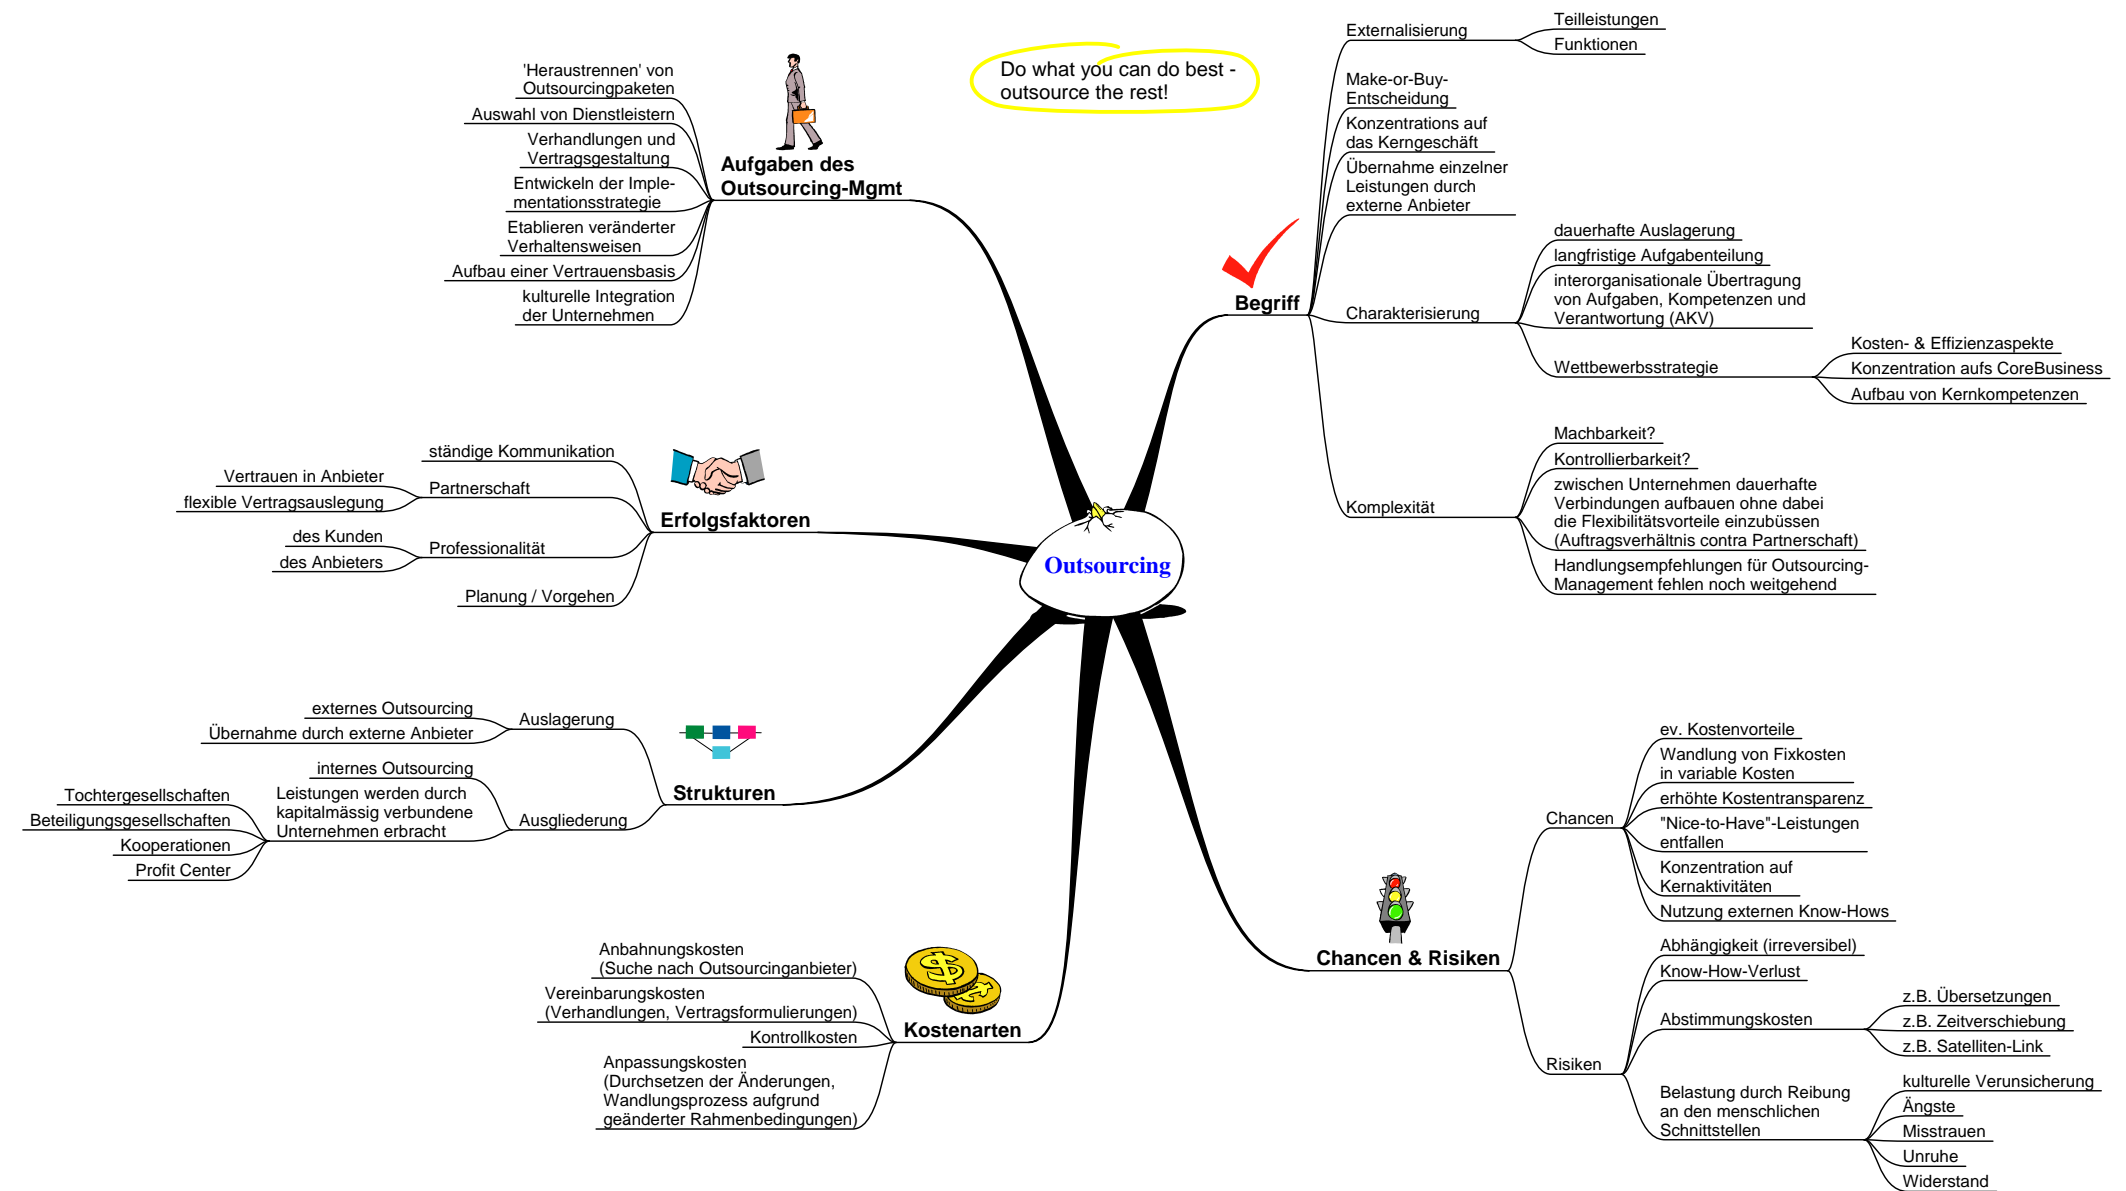 Do what you can do best -
outsource the rest!
Outsourcing
Begriff
Externalisierung
Teilleistungen
Funktionen
Make-or-Buy-
Entscheidung
Konzentrations auf
das Kerngeschäft
Übernahme einzelner
Leistungen durch
externe Anbieter
Charakterisierung
dauerhafte Auslagerung
langfristige Aufgabenteilung
interorganisationale Übertragung
von Aufgaben, Kompetenzen und
Verantwortung (AKV)
Wettbewerbsstrategie
Kosten- & Effizienzaspekte
Konzentration aufs CoreBusiness
Aufbau von Kernkompetenzen
Komplexität
Machbarkeit?
Kontrollierbarkeit?
zwischen Unternehmen dauerhafte
Verbindungen aufbauen ohne dabei
die Flexibilitätsvorteile einzubüssen
(Auftragsverhältnis contra Partnerschaft)
Handlungsempfehlungen für Outsourcing-
Management fehlen noch weitgehend
Chancen & Risiken
Chancen
ev. Kostenvorteile
Wandlung von Fixkosten
in variable Kosten
erhöhte Kostentransparenz
"Nice-to-Have"-Leistungen
entfallen
Konzentration auf
Kernaktivitäten
Nutzung externen Know-Hows
Risiken
Abhängigkeit (irreversibel)
Know-How-Verlust
Abstimmungskosten
z.B. Übersetzungen
z.B. Zeitverschiebung
z.B. Satelliten-Link
Belastung durch Reibung
an den menschlichen
Schnittstellen
kulturelle Verunsicherung
Ängste
Misstrauen
Unruhe
Widerstand
Kostenarten
Anbahnungskosten
(Suche nach Outsourcinganbieter)
Vereinbarungskosten
(Verhandlungen, Vertragsformulierungen)
Kontrollkosten
Anpassungskosten
(Durchsetzen der Änderungen,
Wandlungsprozess aufgrund
geänderter Rahmenbedingungen)
Strukturen
Auslagerung
externes Outsourcing
Übernahme durch externe Anbieter
Ausgliederung
internes Outsourcing
Leistungen werden durch
kapitalmässig verbundene
Unternehmen erbracht
Tochtergesellschaften
Beteiligungsgesellschaften
Kooperationen
Profit Center
Erfolgsfaktoren
ständige Kommunikation
Partnerschaft
Vertrauen in Anbieter
flexible Vertragsauslegung
Professionalität
des Kunden
des Anbieters
Planung / Vorgehen
Aufgaben des
Outsourcing-Mgmt
'Heraustrennen' von
Outsourcingpaketen
Auswahl von Dienstleistern
Verhandlungen und
Vertragsgestaltung
Entwickeln der Imple-
mentationsstrategie
Etablieren veränderter
Verhaltensweisen
Aufbau einer Vertrauensbasis
kulturelle Integration
der Unternehmen